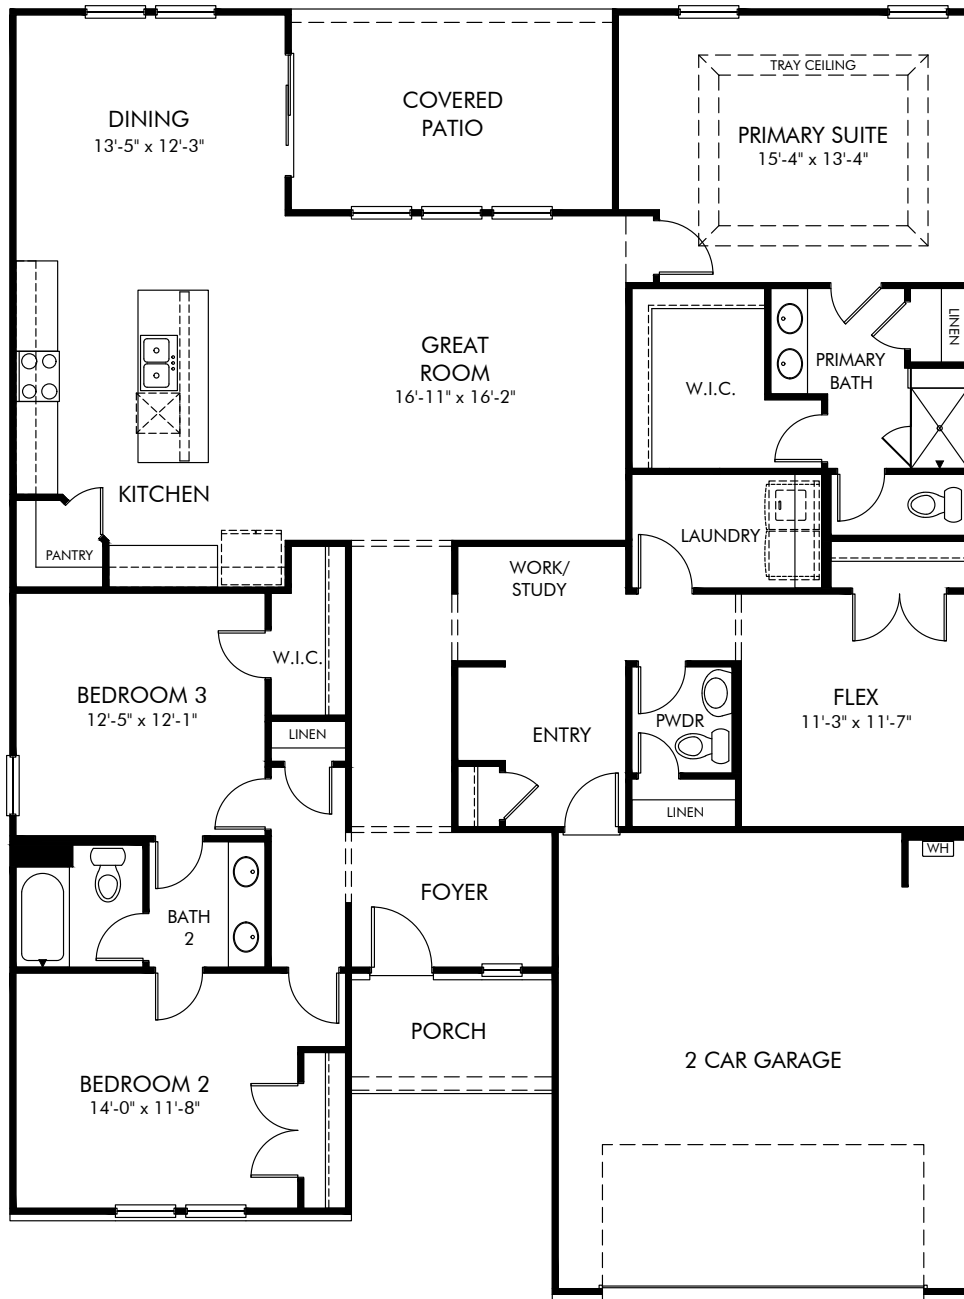 DINING
13'-5" x 12'-3"
COVERED
PATIO
TRAY CEILING
PRIMARY SUITE
15'-4" x 13'-4"
GREAT
ROOM
16'-11" x 16'-2"
W.I.C.
PRIMARY
BATH
LINEN
KITCHEN
PANTRY
LAUNDRY
WORK/
STUDY
W.I.C.
BEDROOM 3
12'-5" x 12'-1"
LINEN
ENTRY
PWDR
FLEX
11'-3" x 11'-7"
LINEN
WH
BATH
2
FOYER
PORCH
2 CAR GARAGE
BEDROOM 2
14'-0" x 11'-8"